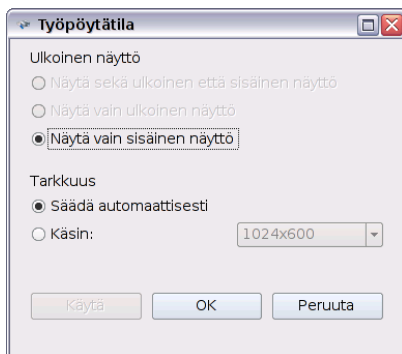 Työpöytätila
Ulkoinen näyttö
Näytä sekä ulkoinen että sisäinen näyttö
Näytä vain ulkoinen näyttö
Näytä vain sisäinen näyttö
Tarkkuus
Säädä automaattisesti
Käsin: 1024x600
Käytä OK Peruuta